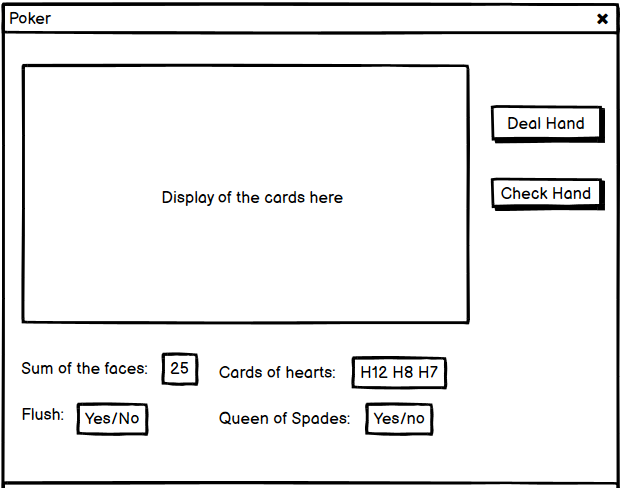 Poker
Deal Hand
Check Hand
Display of the cards here
Sum of the faces: 25 Cards of hearts: H12 H8 H7
Flush: Yes/No Queen of Spades: Yes/no